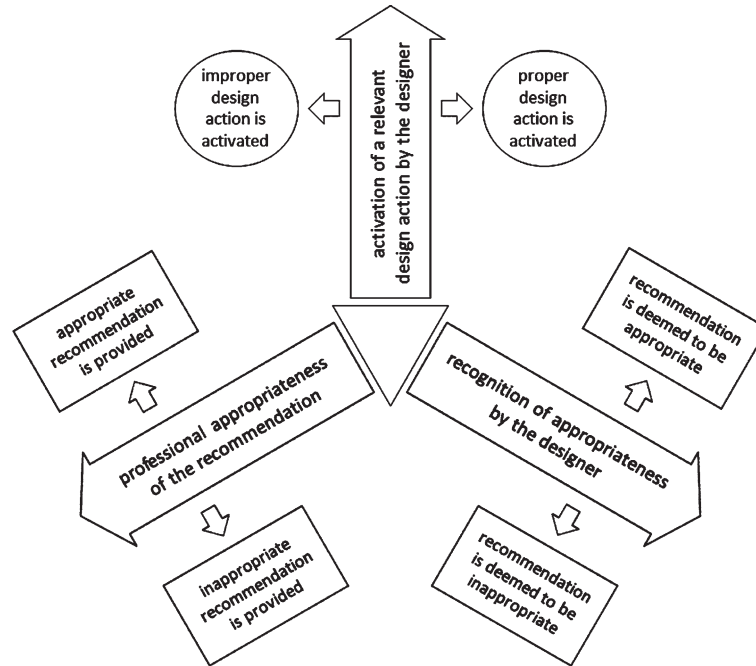 improper
design
action is
activated
activation of a relevant
design action by the designer
proper
design
action is
activated
appropriate
recommendation
is provided
recommendation
is deemed to be
appropriate
professional appropriateness
of the recommendation
recognition of appropriateness
by the designer
inappropriate
recommendation
is provided
recommendation
is deemed to be
inappropriate